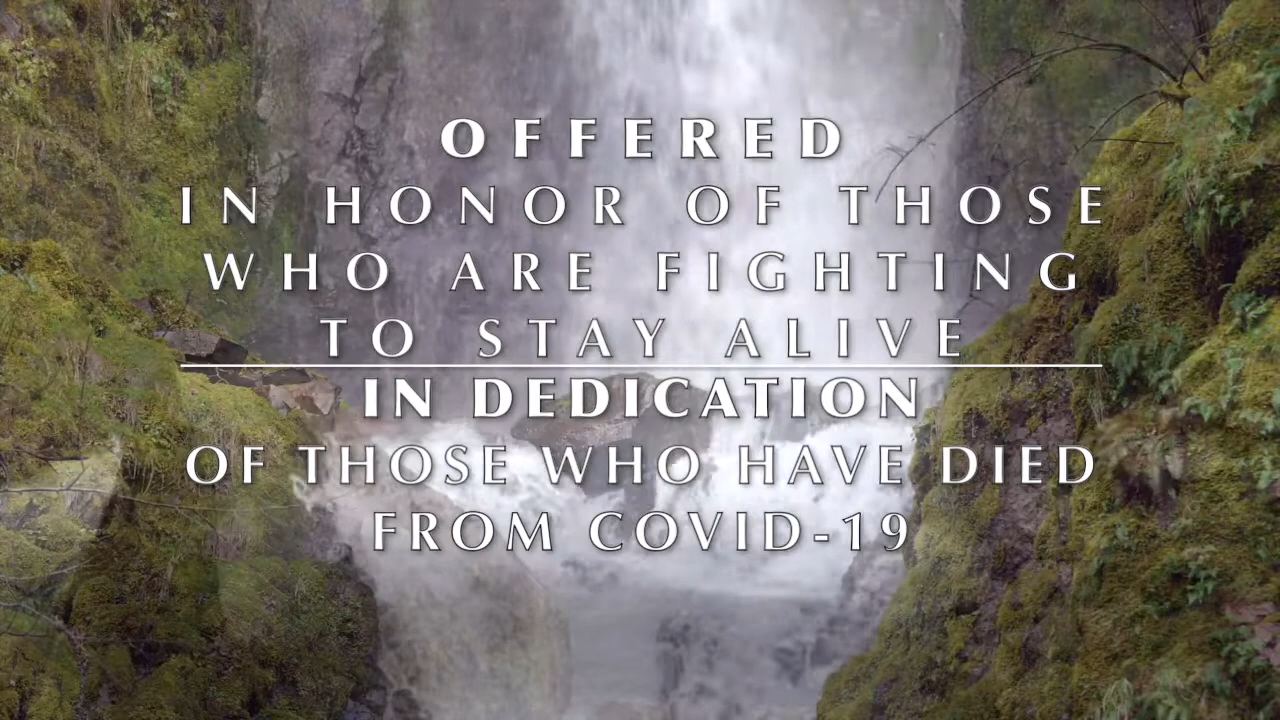 OFFERED
IN HONOR OF THOSE
WHO ARE FIGHTING
TO STAY ALIVE
IN DEDICATION
OF THOSE WHO HAVE DIED
FROM COVID-19